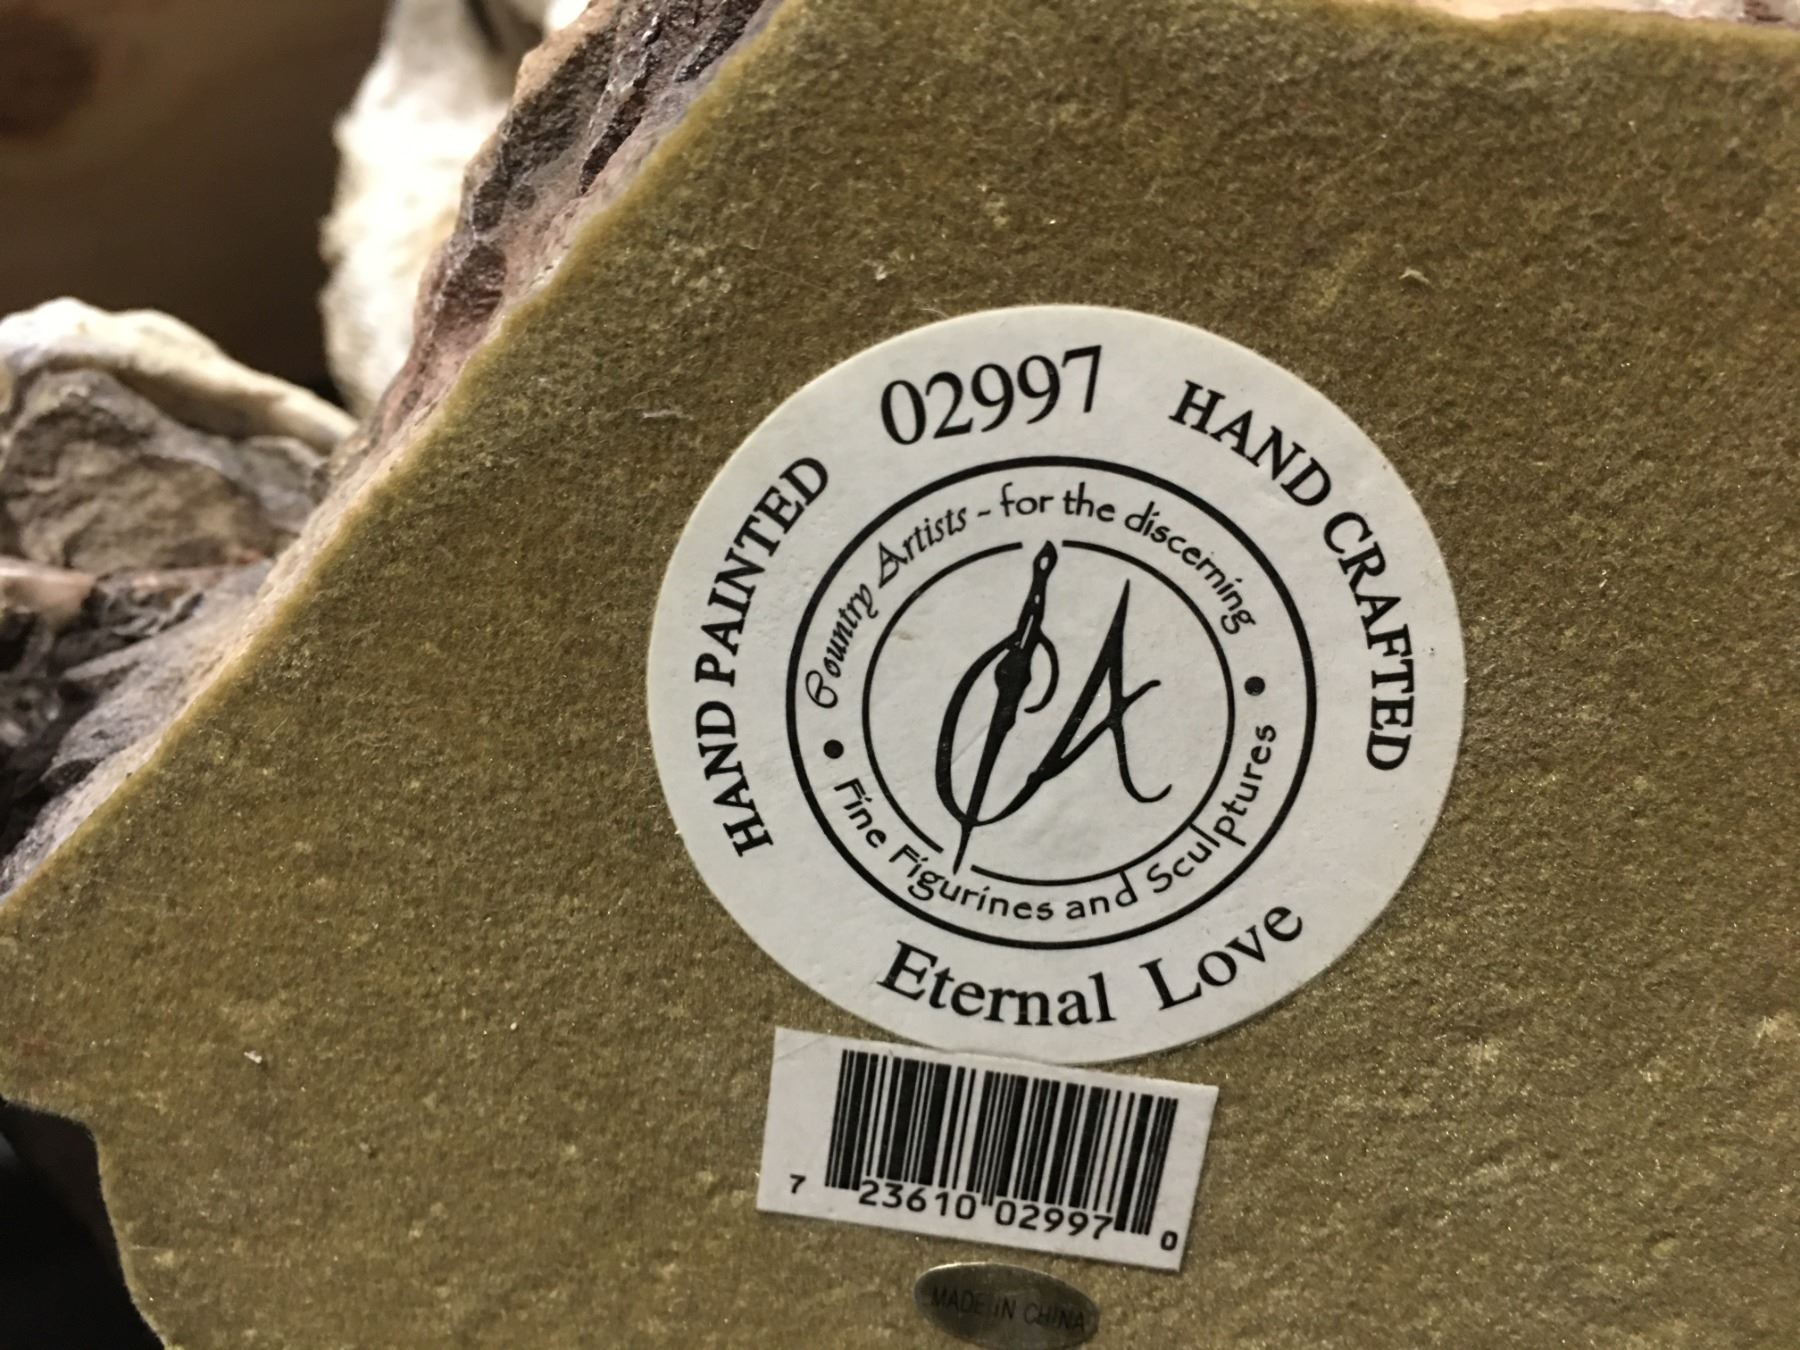 02997
HAND PAINTED
HAND CRAFTED
Country Artists - for the discerning
CA
Fine Figurines and Sculptures
Eternal Love
7 23610 02997 0
MADE IN CHINA